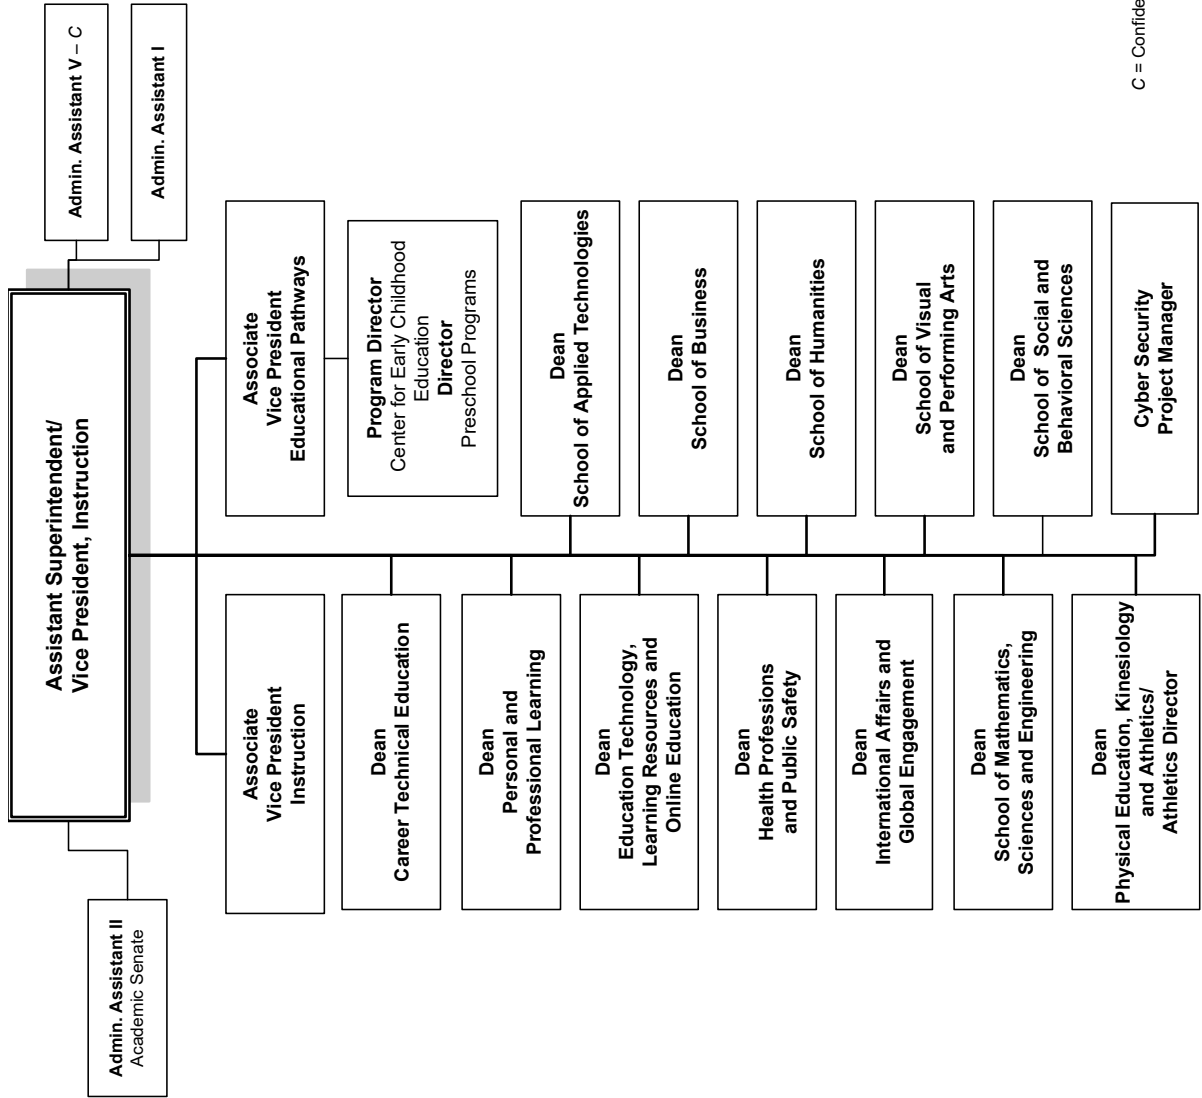 Assistant Superintendent/
Vice President, Instruction
Admin. Assistant II
Academic Senate
Admin. Assistant V – C
Admin. Assistant I
Associate
Vice President
Instruction
Associate
Vice President
Educational Pathways
Program Director
Center for Early Childhood
Education
Director
Preschool Programs
Dean
Career Technical Education
Dean
Personal and
Professional Learning
Dean
Education Technology,
Learning Resources and
Online Education
Dean
Health Professions
and Public Safety
Dean
International Affairs and
Global Engagement
Dean
School of Mathematics,
Sciences and Engineering
Dean
Physical Education, Kinesiology
and Athletics/
Athletics Director
Dean
School of Applied Technologies
Dean
School of Business
Dean
School of Humanities
Dean
School of Visual
and Performing Arts
Dean
School of Social and
Behavioral Sciences
Cyber Security
Project Manager
C = Confide